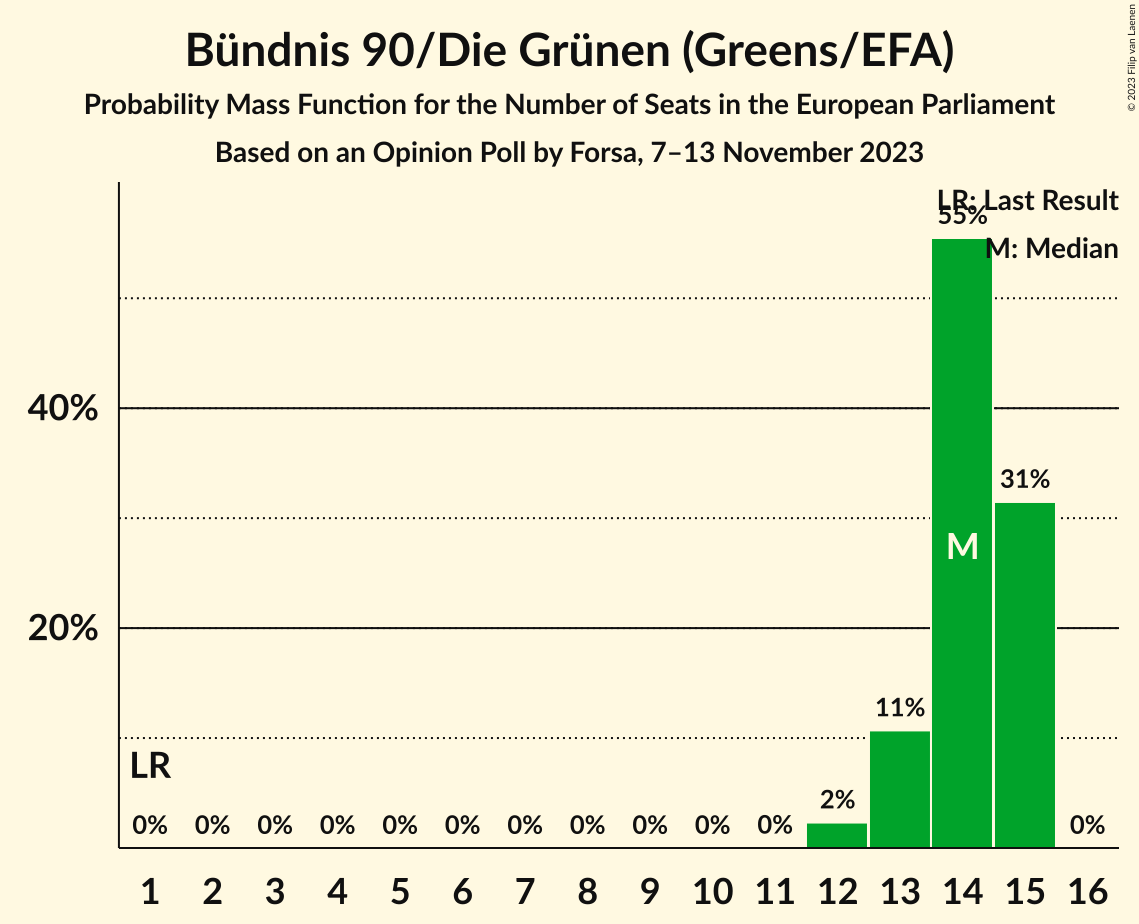 Bündnis 90/Die Grünen (Greens/EFA)
Probability Mass Function for the Number of Seats in the European Parliament
Based on an Opinion Poll by Forsa, 7–13 November 2023
© 2023 Filip van Laenen
LR: Last Result
55%
M: Median
40%
31%
M
20%
11%
LR
2%
0% 0% 0% 0% 0% 0% 0% 0% 0% 0% 0% 0%
1 2 3 4 5 6 7 8 9 10 11 12 13 14 15 16